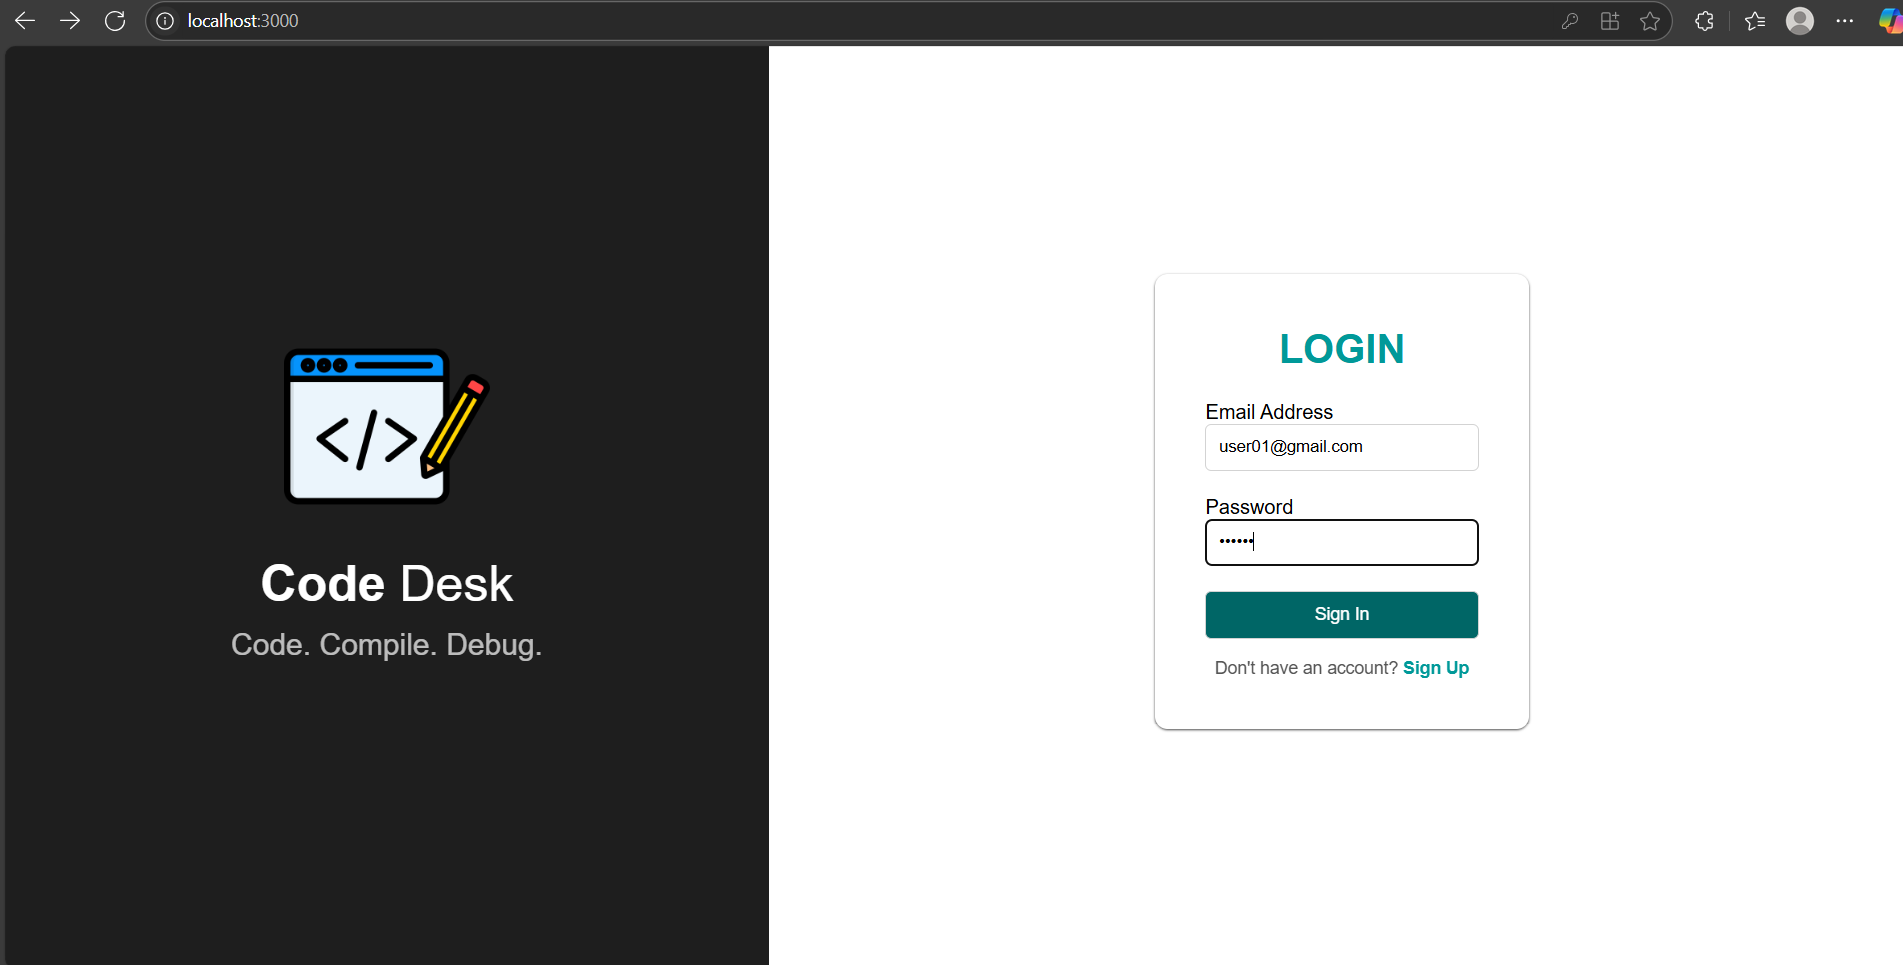 localhost:3000
</>
Code Desk
Code. Compile. Debug.
LOGIN
Email Address
user01@gmail.com
Password
••••••
Sign In
Don't have an account? Sign Up